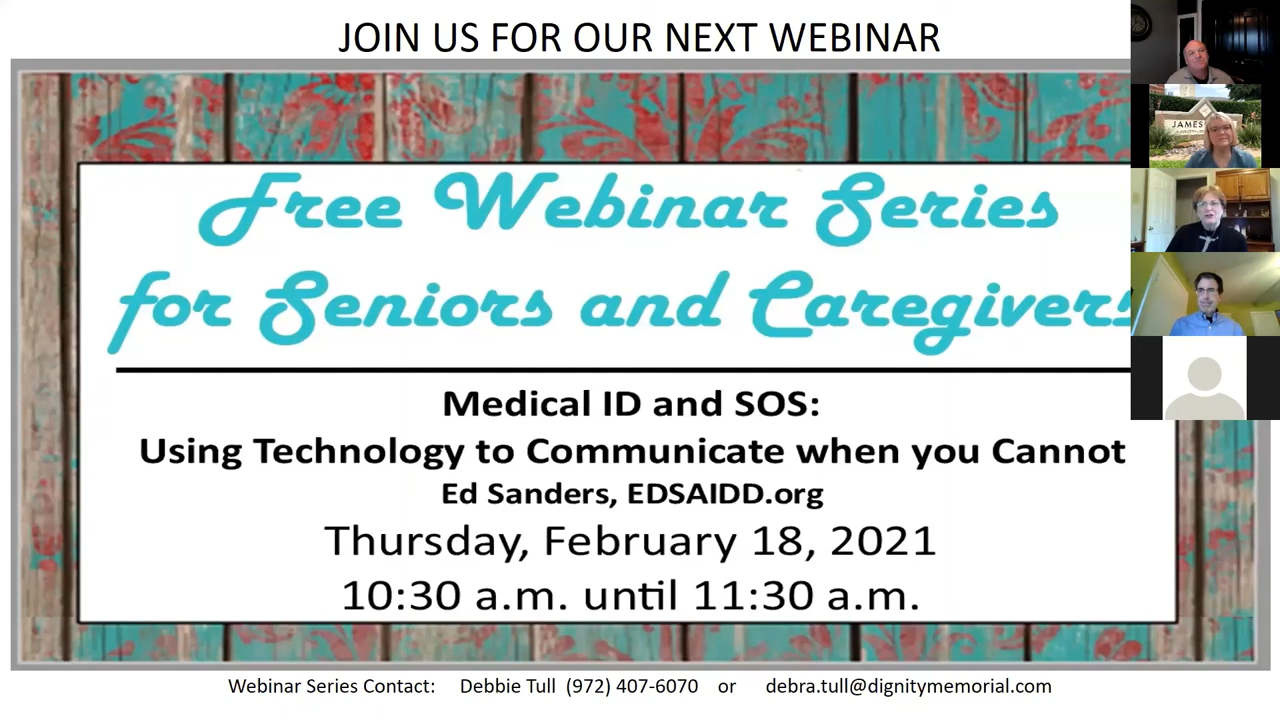 JOIN US FOR OUR NEXT WEBINAR
Free Webinar Series
for Seniors and Caregivers
Medical ID and SOS:
Using Technology to Communicate when you Cannot
Ed Sanders, EDSAIDD.org
Thursday, February 18, 2021
10:30 a.m. until 11:30 a.m.
Webinar Series Contact: Debbie Tull (972) 407-6070 or debra.tull@dignitymemorial.com
JAMES